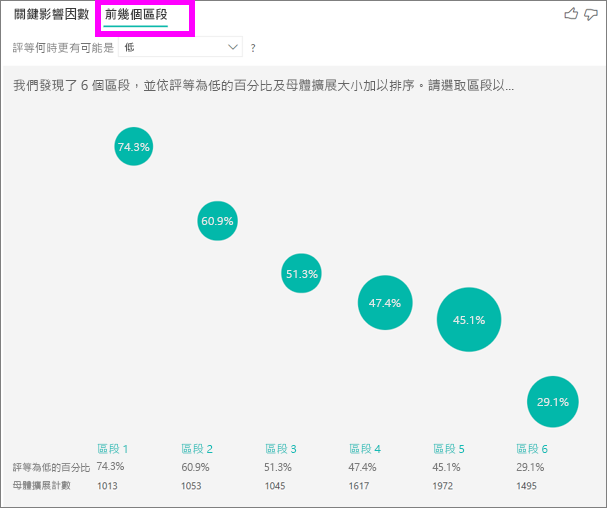 關鍵影響因數 前幾個區段
評等何時更有可能是 低 ?
我們發現了 6 個區段，並依評等為低的百分比及母體擴展大小加以排序。請選取區段以...
74.3%
60.9%
51.3%
47.4%
45.1%
29.1%
區段 1 區段 2 區段 3 區段 4 區段 5 區段 6
評等為低的百分比 74.3% 60.9% 51.3% 47.4% 45.1% 29.1%
母體擴展計數 1013 1053 1045 1617 1972 1495